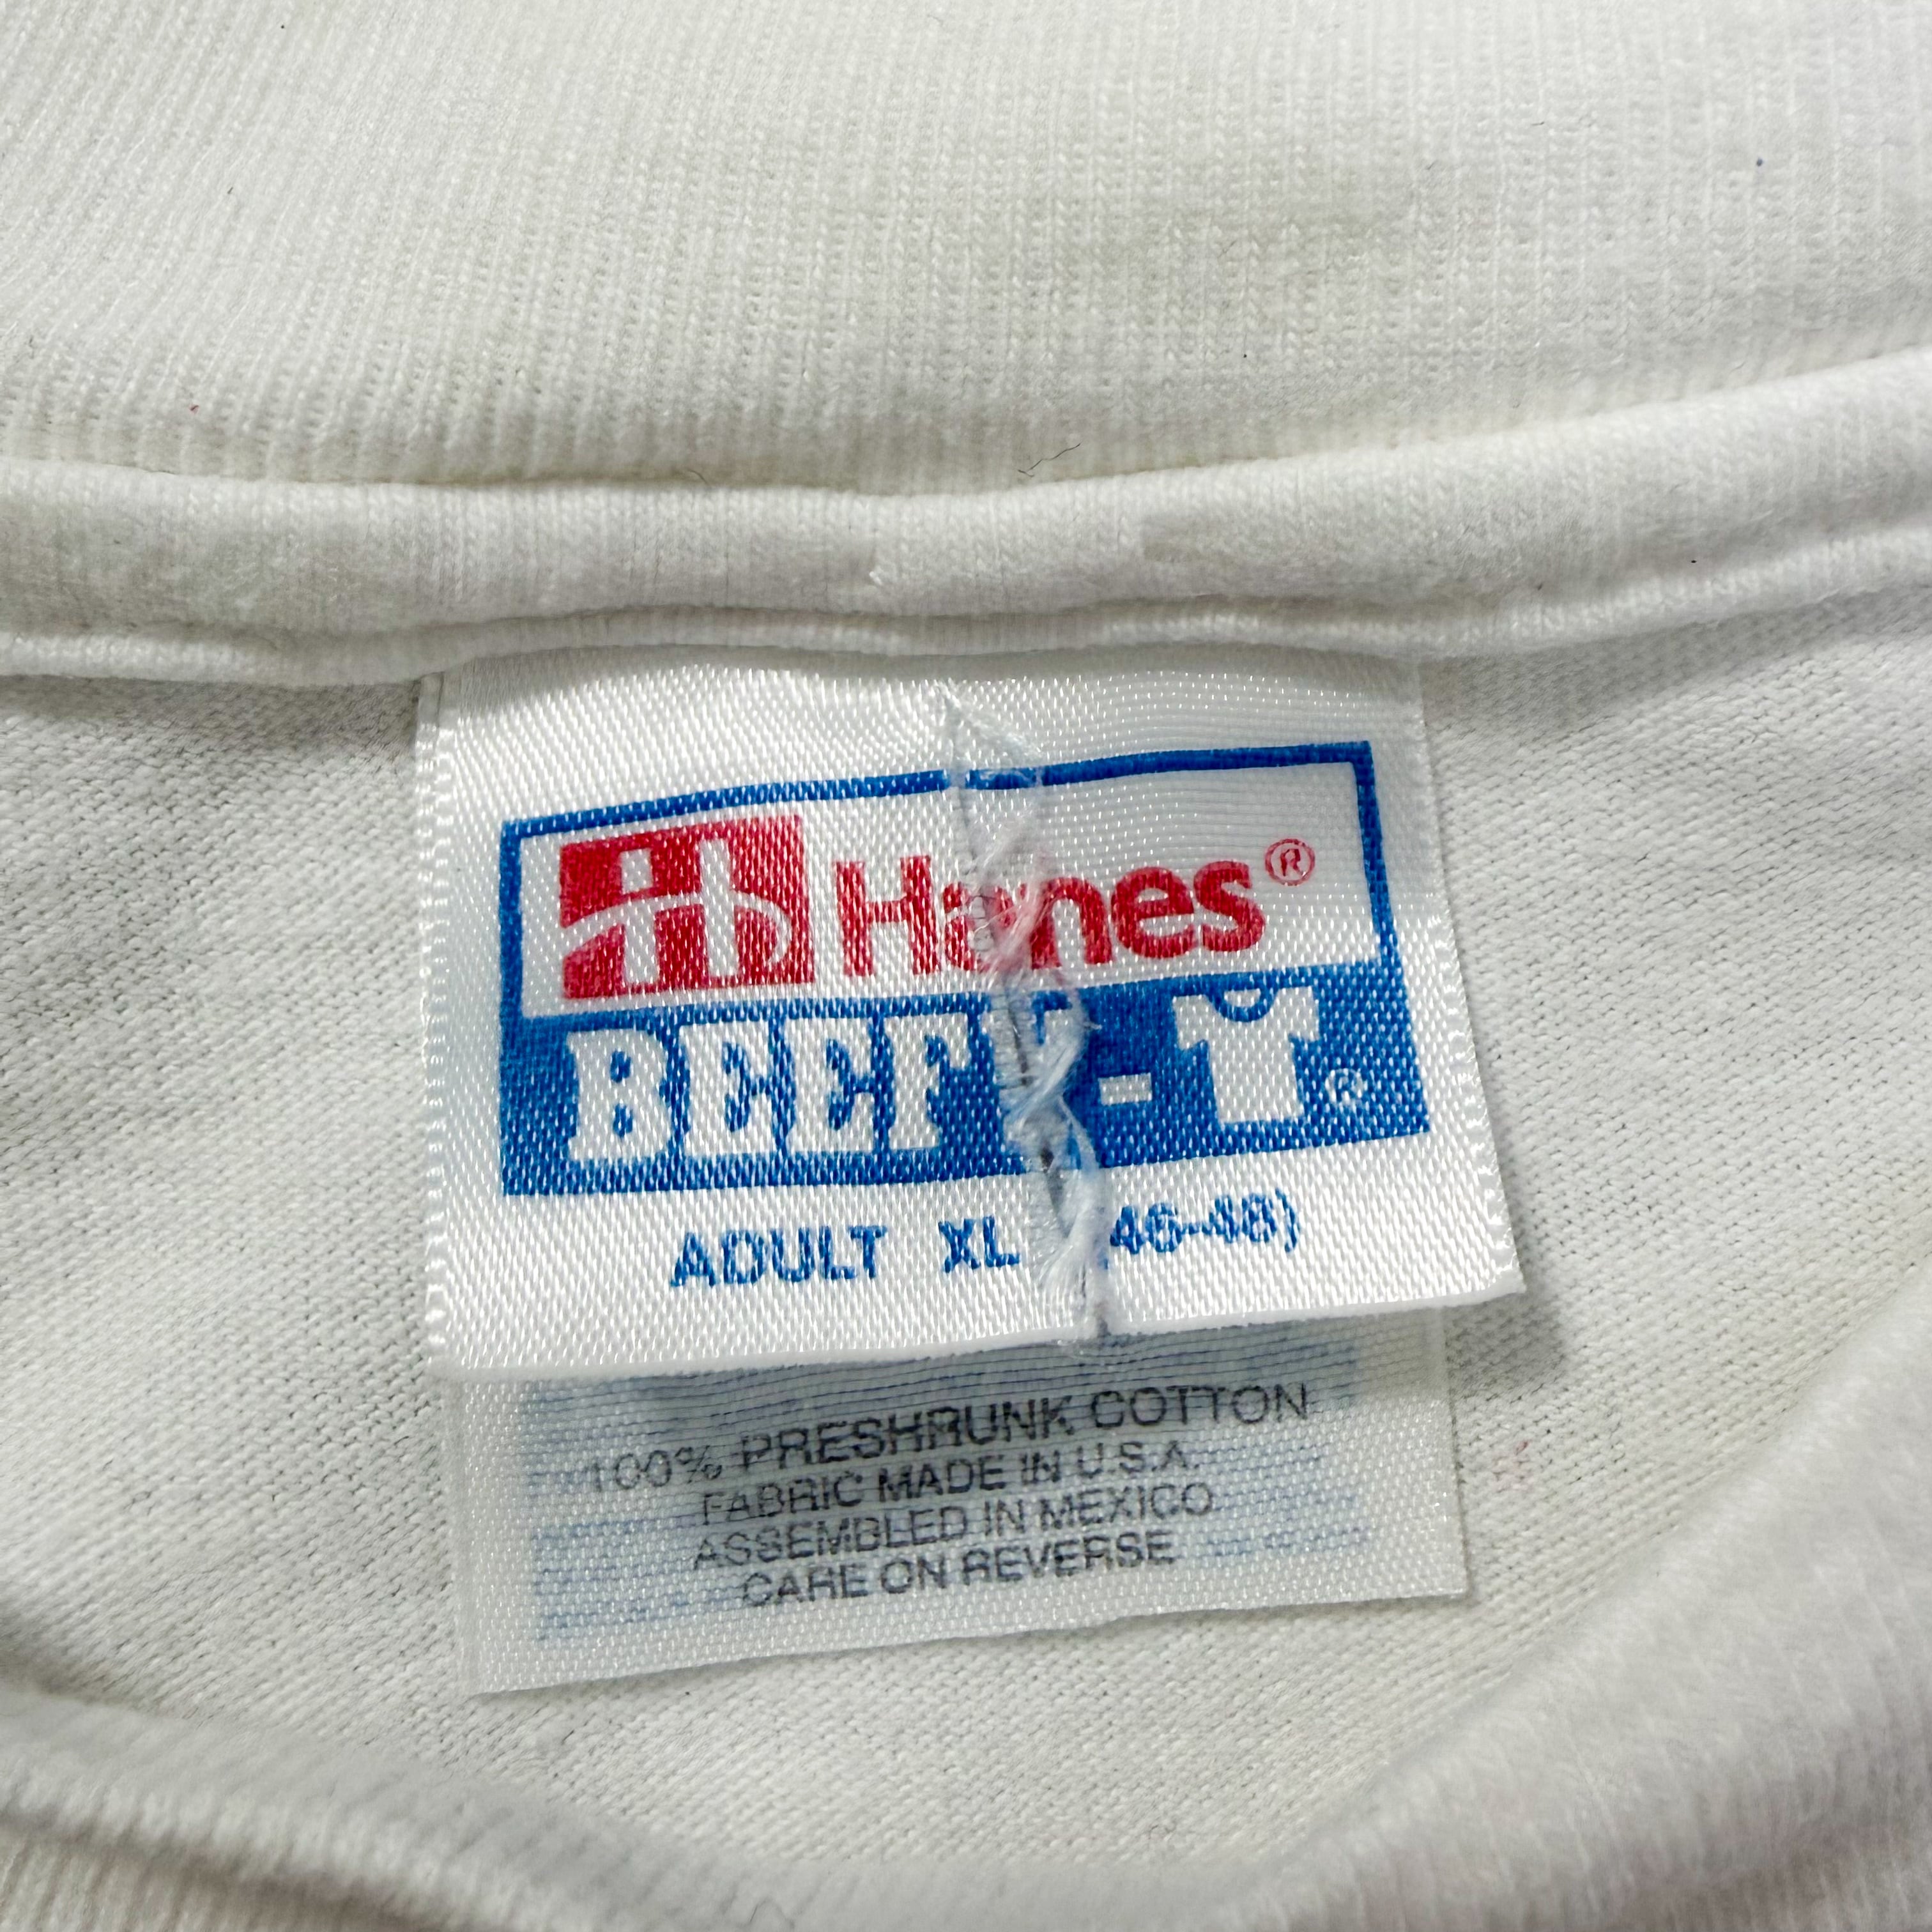 Hanes®
BEEFY-T®
ADULT XL (46-48)
100% PRESHRUNK COTTON
FABRIC MADE IN U.S.A.
ASSEMBLED IN MEXICO
CARE ON REVERSE